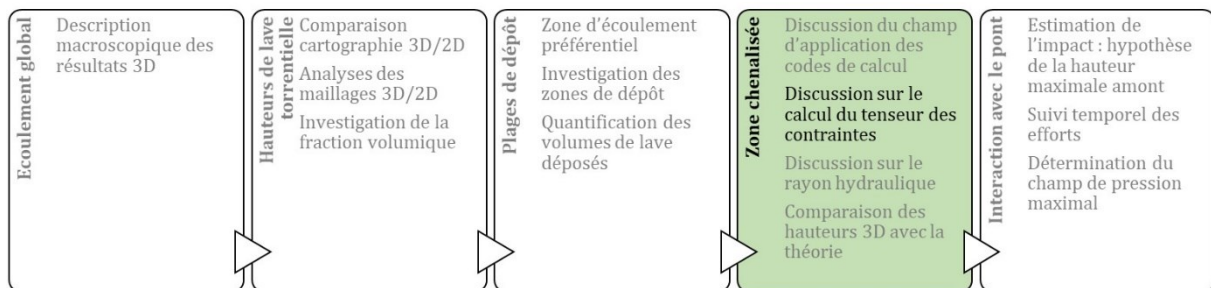 Ecoulement global
Description
macroscopique des
résultats 3D
Hauteurs de lave
torrentielle
Comparaison
cartographie 3D/2D
Analyses des
maillages 3D/2D
Investigation de la
fraction volumique
Plages de dépôt
Zone d'écoulement
préférentiel
Investigation des
zones de dépôt
Quantification des
volumes de lave
déposés
Zone chenalisée
Discussion du champ
d'application des
codes de calcul
Discussion sur le
calcul du tenseur des
contraintes
Discussion sur le
rayon hydraulique
Comparaison des
hauteurs 3D avec la
théorie
Interaction avec le pont
Estimation de
l'impact : hypothèse
de la hauteur
maximale amont
Suivi temporel des
efforts
Détermination du
champ de pression
maximal